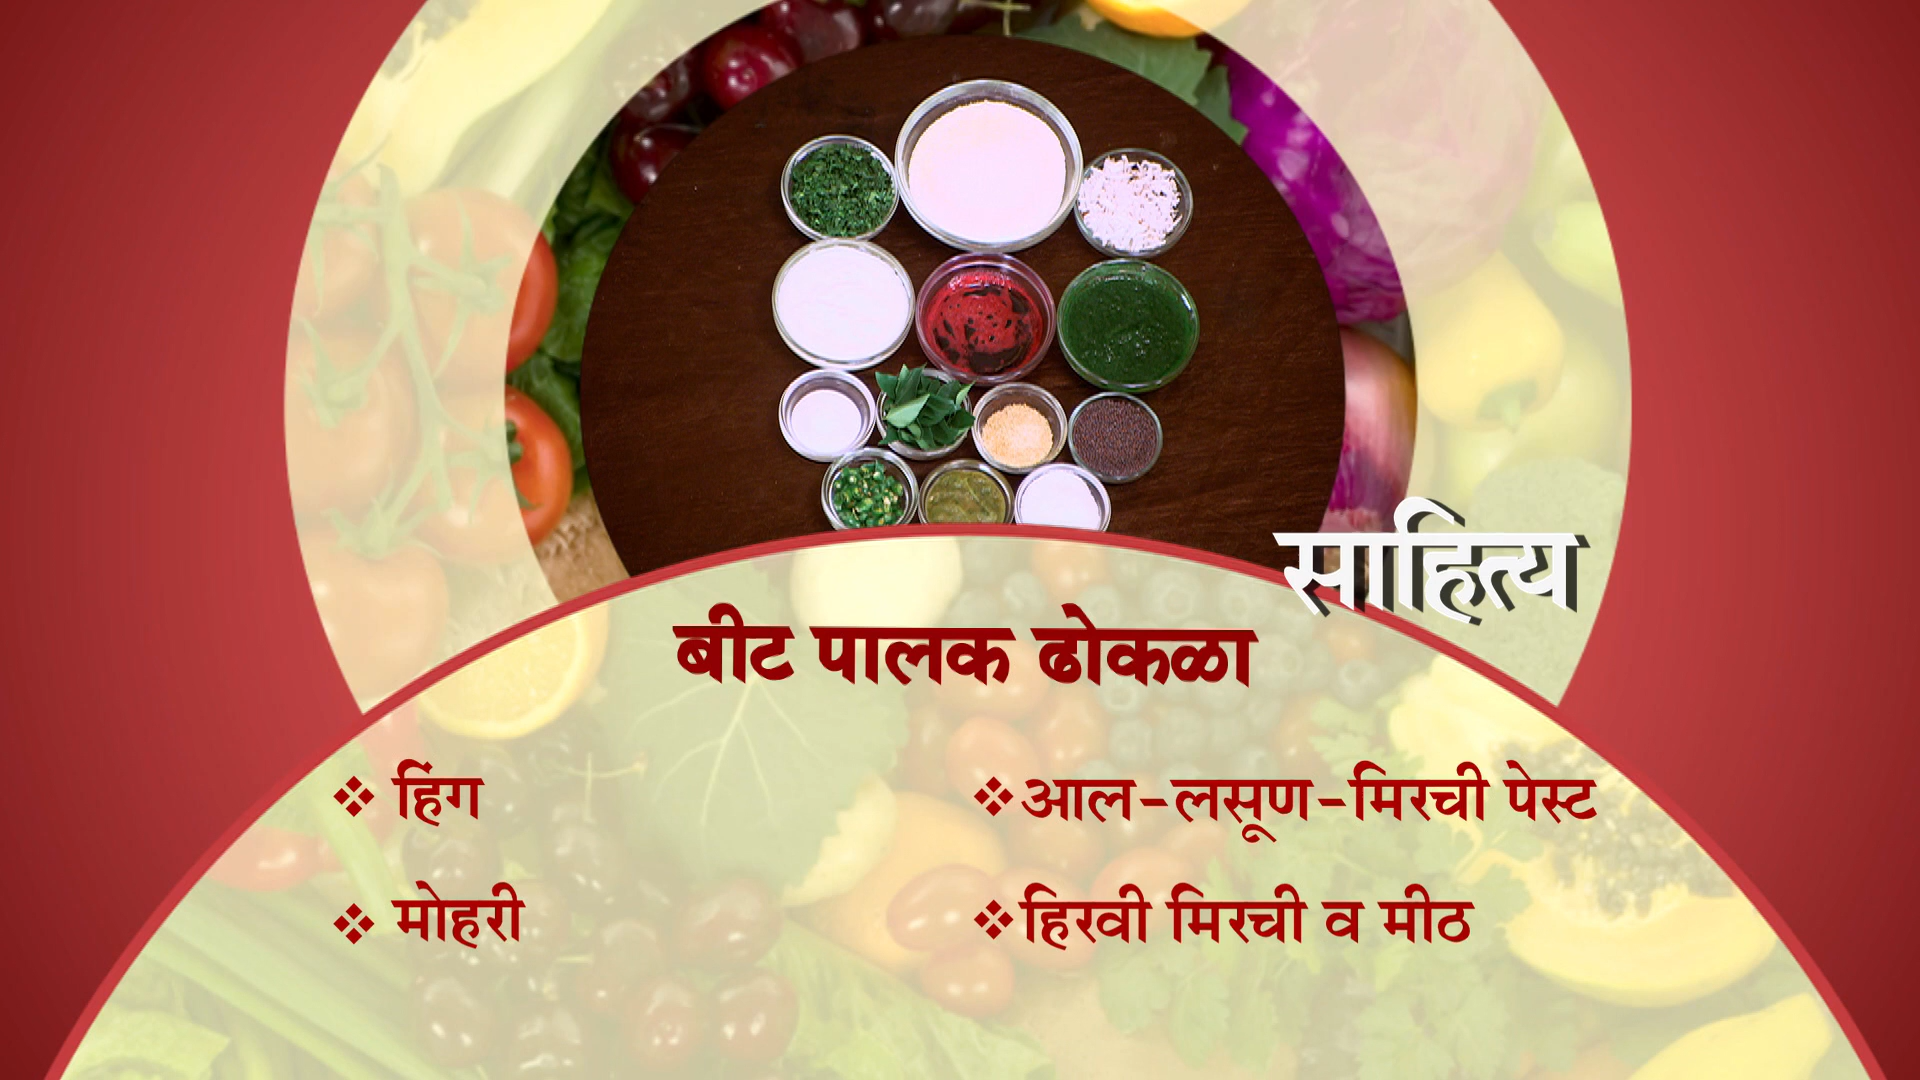 साहित्य
बीट पालक ढोकळा
❖ हिंग
❖ आल-लसूण-मिरची पेस्ट
❖ मोहरी
❖ हिरवी मिरची व मीठ